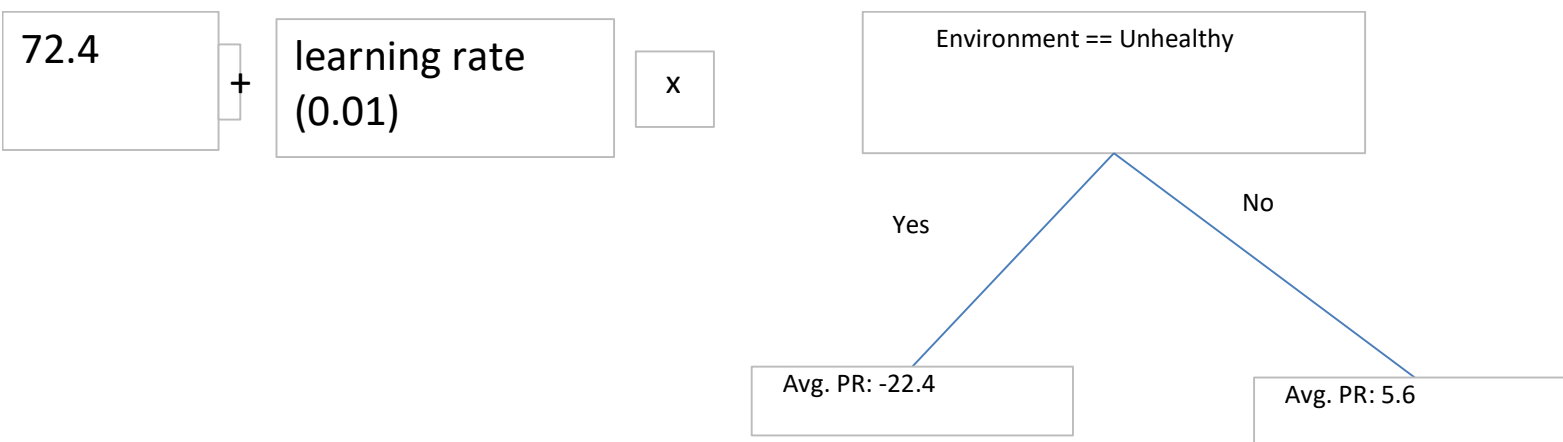 72.4
+
learning rate
(0.01)
x
Environment == Unhealthy
Yes
No
Avg. PR: -22.4
Avg. PR: 5.6